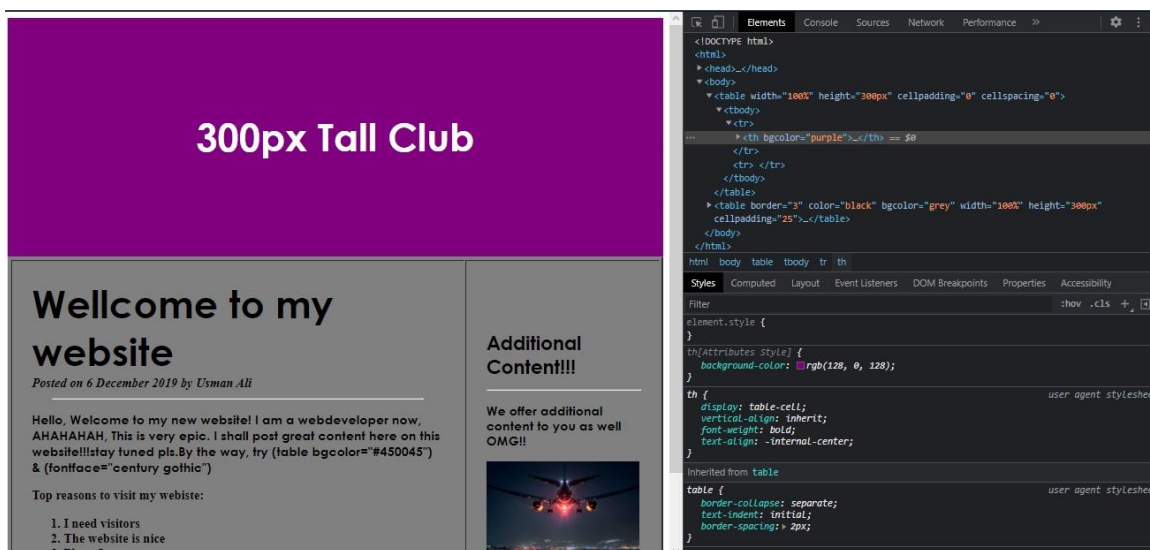 300px Tall Club
Wellcome to my
website
Posted on 6 December 2019 by Usman Ali
Hello, Welcome to my new website! I am a webdeveloper now,
AHAHAHAH, This is very epic. I shall post great content here on this
website!!!stay tuned pls.By the way, try (table bgcolor="#450045")
& (fontface="century gothic")
Top reasons to visit my webiste:
1. I need visitors
2. The website is nice
Additional
Content!!!
We offer additional
content to you as well
OMG!!
Elements Console Sources Network Performance »
<!DOCTYPE html>
<html>
<head>…</head>
<body>
<table width="100%" height="300px" cellpadding="0" cellspacing="0">
<tbody>
<tr>
… <th bgcolor="purple">…</th> == $0
</tr>
<tr> </tr>
</tbody>
</table>
<table border="3" color="black" bgcolor="grey" width="100%" height="300px"
cellpadding="25">…</table>
</body>
</html>
html body table tbody tr th
Styles Computed Layout Event Listeners DOM Breakpoints Properties Accessibility
Filter :hov .cls +
element.style {
}
th[Attributes Style] {
background-color: rgb(128, 0, 128);
}
th { user agent styleshe
display: table-cell;
vertical-align: inherit;
font-weight: bold;
text-align: -internal-center;
}
Inherited from table
table { user agent styleshe
border-collapse: separate;
text-indent: initial;
border-spacing: 2px;
}